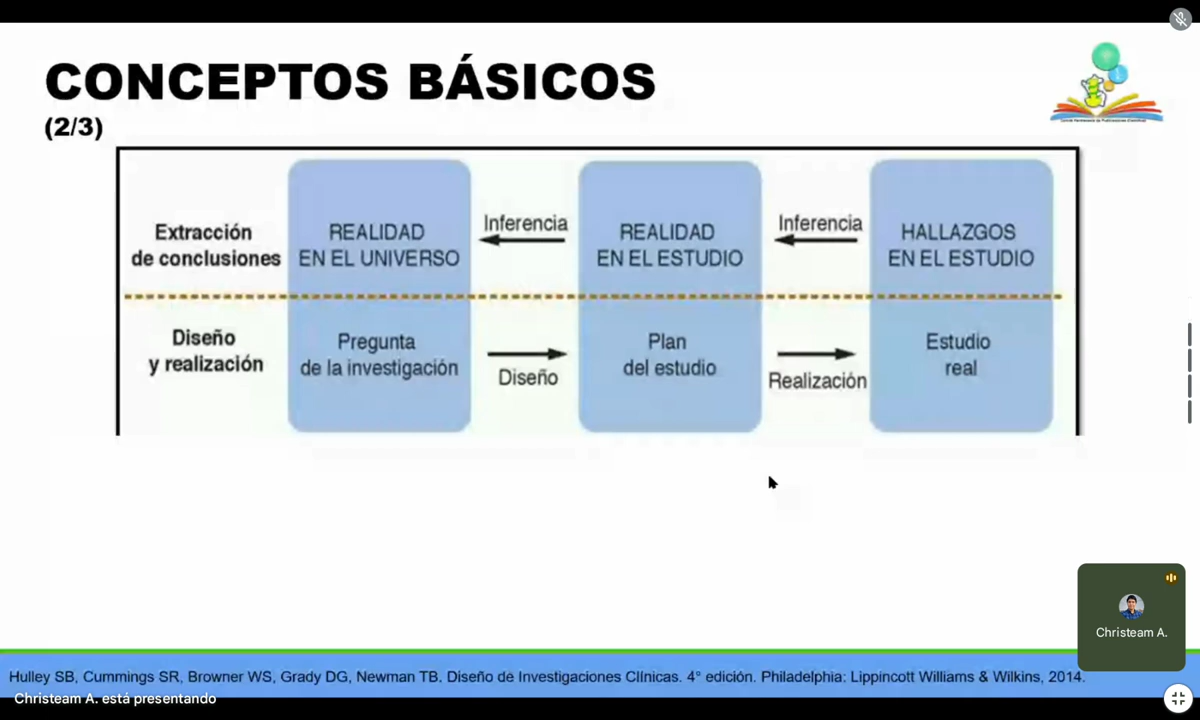 CONCEPTOS BÁSICOS
(2/3)
Extracción
de conclusiones
REALIDAD
EN EL UNIVERSO
Inferencia
REALIDAD
EN EL ESTUDIO
Inferencia
HALLAZGOS
EN EL ESTUDIO
Diseño
y realización
Pregunta
de la investigación
Diseño
Plan
del estudio
Realización
Estudio
real
Christeam A.
Hulley SB, Cummings SR, Browner WS, Grady DG, Newman TB. Diseño de Investigaciones Clínicas. 4° edición. Philadelphia: Lippincott Williams & Wilkins, 2014.
Christeam A. está presentando